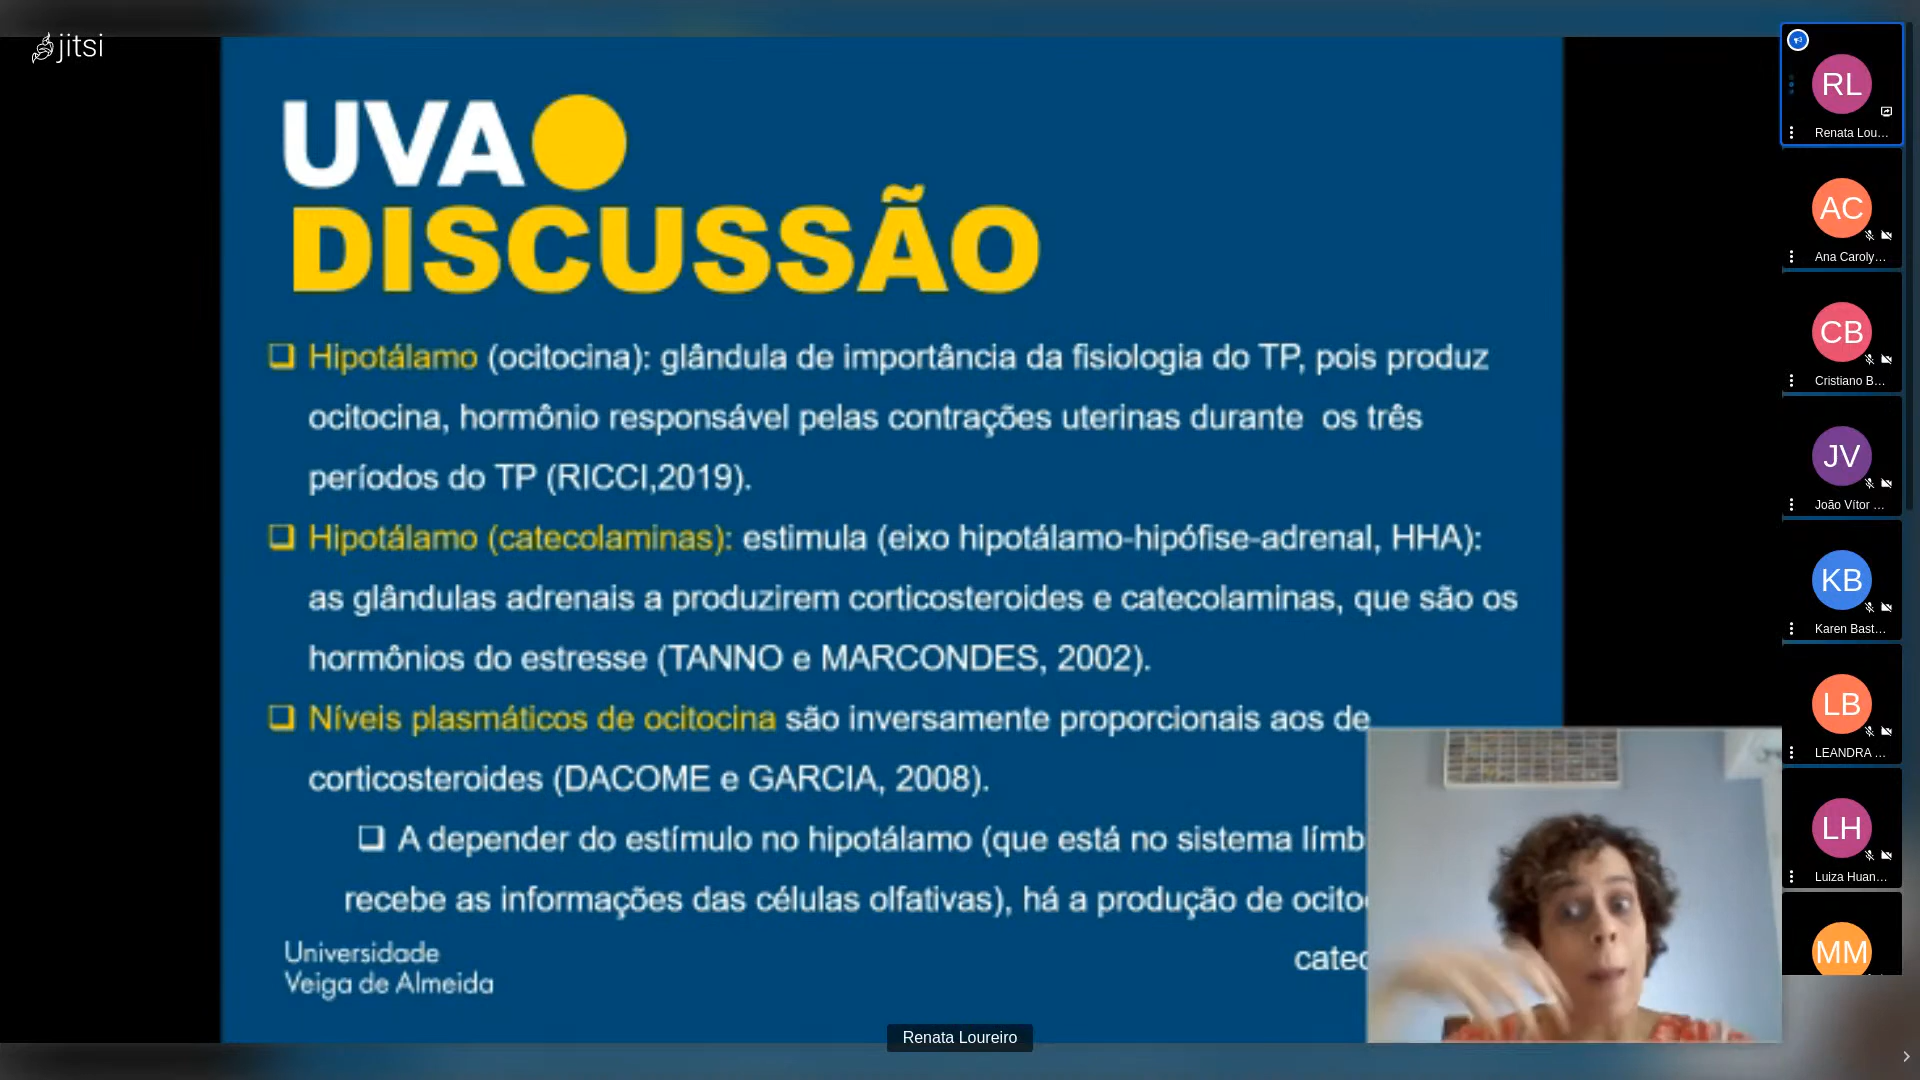 jitsi
UVA
DISCUSSÃO
❑ Hipotálamo (ocitocina): glândula de importância da fisiologia do TP, pois produz
ocitocina, hormônio responsável pelas contrações uterinas durante os três
períodos do TP (RICCI,2019).
❑ Hipotálamo (catecolaminas): estimula (eixo hipotálamo-hipófise-adrenal, HHA):
as glândulas adrenais a produzirem corticosteroides e catecolaminas, que são os
hormônios do estresse (TANNO e MARCONDES, 2002).
❑ Níveis plasmáticos de ocitocina são inversamente proporcionais aos de
corticosteroides (DACOME e GARCIA, 2008).
❑ A depender do estímulo no hipotálamo (que está no sistema límb
recebe as informações das células olfativas), há a produção de ocito
catec
Universidade
Veiga de Almeida
Renata Loureiro
RL
Renata Lou...
AC
Ana Caroly...
CB
Cristiano B...
JV
João Vítor ...
KB
Karen Bast...
LB
LEANDRA ...
LH
Luiza Huan...
MM